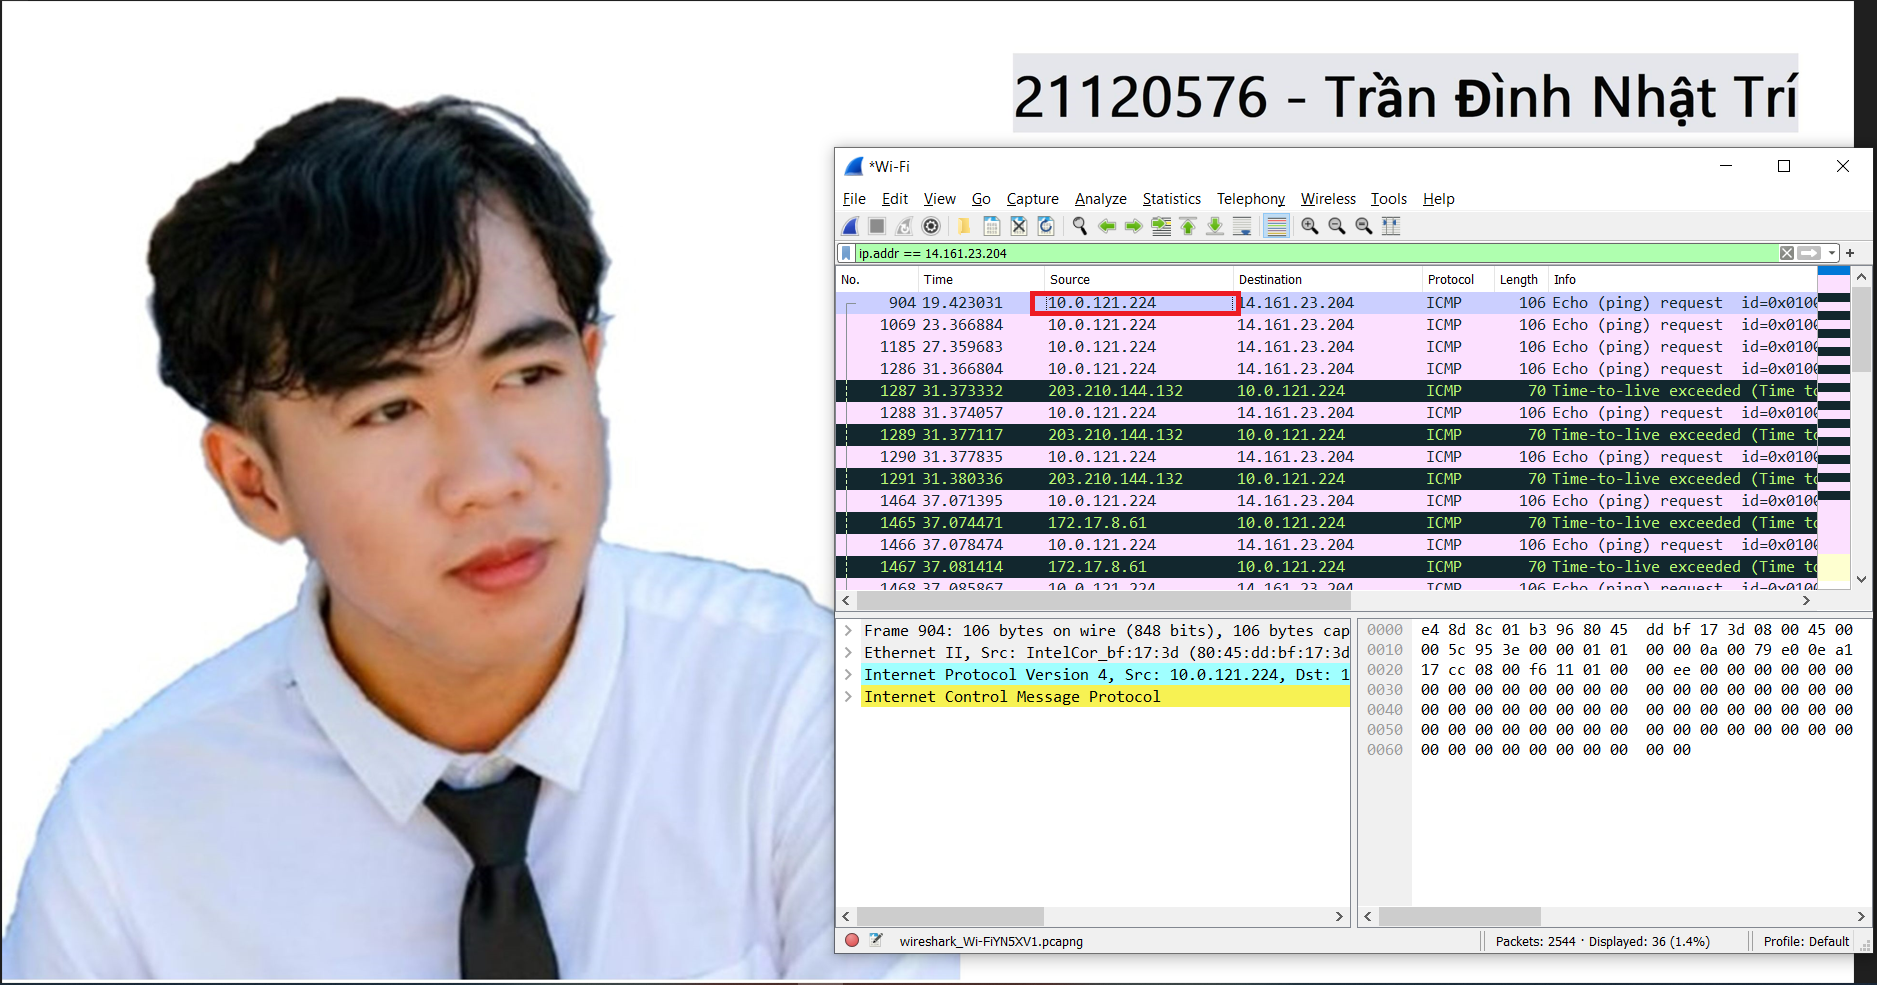 21120576 - Trần Đình Nhật Trí
*Wi-Fi
File Edit View Go Capture Analyze Statistics Telephony Wireless Tools Help
ip.addr == 14.161.23.204
No. Time Source Destination Protocol Length Info
904 19.423031 10.0.121.224 14.161.23.204 ICMP 106 Echo (ping) request id=0x0100
1069 23.366884 10.0.121.224 14.161.23.204 ICMP 106 Echo (ping) request id=0x0100
1185 27.359683 10.0.121.224 14.161.23.204 ICMP 106 Echo (ping) request id=0x0100
1286 31.366804 10.0.121.224 14.161.23.204 ICMP 106 Echo (ping) request id=0x0100
1287 31.373332 203.210.144.132 10.0.121.224 ICMP 70 Time-to-live exceeded (Time to
1288 31.374057 10.0.121.224 14.161.23.204 ICMP 106 Echo (ping) request id=0x0100
1289 31.377117 203.210.144.132 10.0.121.224 ICMP 70 Time-to-live exceeded (Time to
1290 31.377835 10.0.121.224 14.161.23.204 ICMP 106 Echo (ping) request id=0x0100
1291 31.380336 203.210.144.132 10.0.121.224 ICMP 70 Time-to-live exceeded (Time to
1464 37.071395 10.0.121.224 14.161.23.204 ICMP 106 Echo (ping) request id=0x0100
1465 37.074471 172.17.8.61 10.0.121.224 ICMP 70 Time-to-live exceeded (Time to
1466 37.078474 10.0.121.224 14.161.23.204 ICMP 106 Echo (ping) request id=0x0100
1467 37.081414 172.17.8.61 10.0.121.224 ICMP 70 Time-to-live exceeded (Time to
1468 37.085867 10.0.121.224 14.161.23.204 ICMP 106 Echo (ping) request id=0x0100
Frame 904: 106 bytes on wire (848 bits), 106 bytes cap
Ethernet II, Src: IntelCor_bf:17:3d (80:45:dd:bf:17:3d
Internet Protocol Version 4, Src: 10.0.121.224, Dst: 1
Internet Control Message Protocol
0000 e4 8d 8c 01 b3 96 80 45 dd bf 17 3d 08 00 45 00
0010 00 5c 95 3e 00 00 01 01 00 00 0a 00 79 e0 0e a1
0020 17 cc 08 00 f6 11 01 00 00 ee 00 00 00 00 00 00
0030 00 00 00 00 00 00 00 00 00 00 00 00 00 00 00 00
0040 00 00 00 00 00 00 00 00 00 00 00 00 00 00 00 00
0050 00 00 00 00 00 00 00 00 00 00 00 00 00 00 00 00
0060 00 00 00 00 00 00 00 00 00 00
wireshark_Wi-FiYN5XV1.pcapng Packets: 2544 · Displayed: 36 (1.4%) Profile: Default